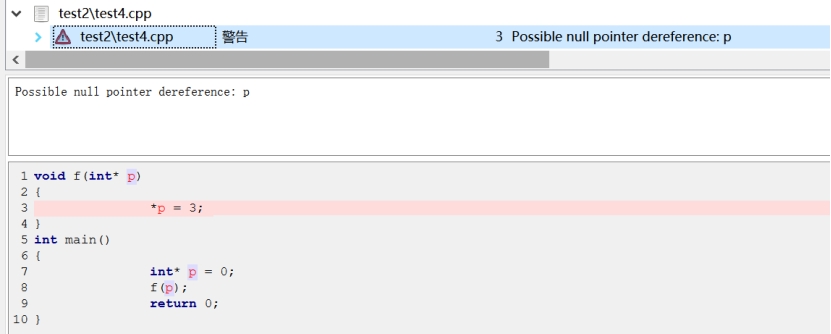 test2\test4.cpp
test2\test4.cpp 警告 3 Possible null pointer dereference: p
Possible null pointer dereference: p
1 void f(int* p)
2 {
3 *p = 3;
4 }
5 int main()
6 {
7 int* p = 0;
8 f(p);
9 return 0;
10 }